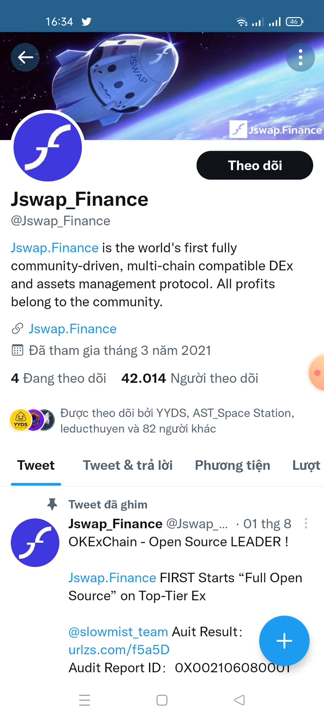 16:34
46
JSWAP
Jswap.Finance
Theo dõi
Jswap_Finance
@Jswap_Finance
Jswap.Finance is the world's first fully
community-driven, multi-chain compatible DEx
and assets management protocol. All profits
belong to the community.
Jswap.Finance
Đã tham gia tháng 3 năm 2021
4 Đang theo dõi 42.014 Người theo dõi
YYDS
Được theo dõi bởi YYDS, AST_Space Station,
leducthuyen và 82 người khác
Tweet Tweet & trả lời Phương tiện Lượt
Tweet đã ghim
Jswap_Finance @Jswap_... · 01 thg 8
OKExChain - Open Source LEADER !
Jswap.Finance FIRST Starts “Full Open
Source” on Top-Tier Ex
@slowmist_team Auit Result：
urlzs.com/f5a5D
Audit Report ID： 0X002106080001